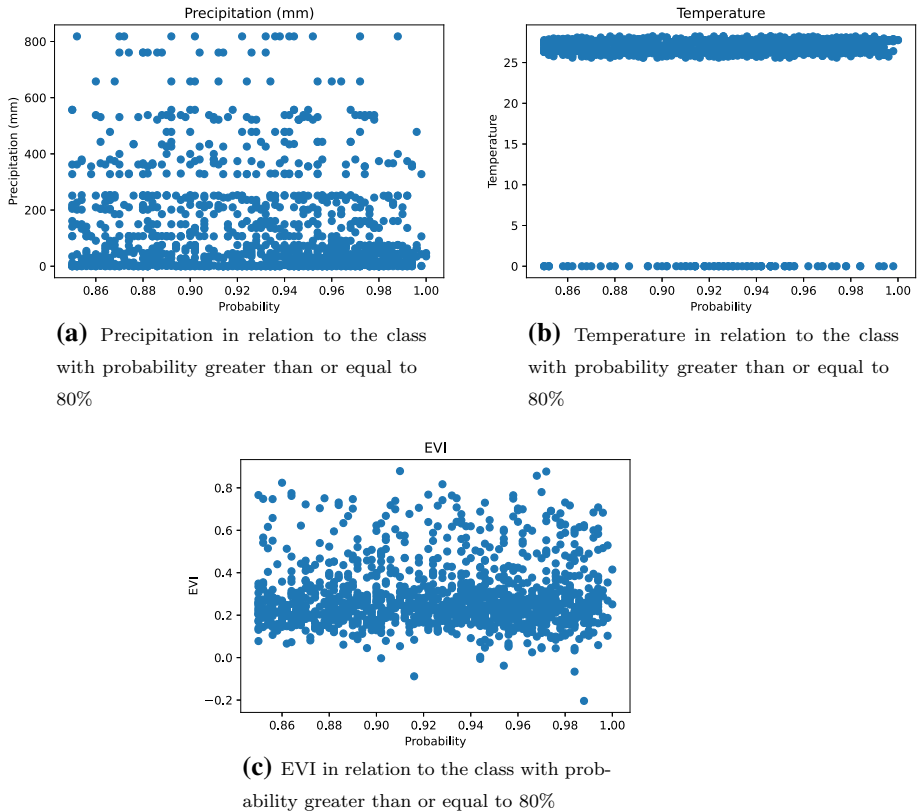 Precipitation (mm)
800
600
400
200
0
Precipitation (mm)
0.86 0.88 0.90 0.92 0.94 0.96 0.98 1.00
Probability
(a) Precipitation in relation to the class
with probability greater than or equal to
80%
Temperature
25
20
15
10
5
0
Temperature
0.86 0.88 0.90 0.92 0.94 0.96 0.98 1.00
Probability
(b) Temperature in relation to the class
with probability greater than or equal to
80%
EVI
0.8
0.6
0.4
0.2
0.0
−0.2
EVI
0.86 0.88 0.90 0.92 0.94 0.96 0.98 1.00
Probability
(c) EVI in relation to the class with prob-
ability greater than or equal to 80%